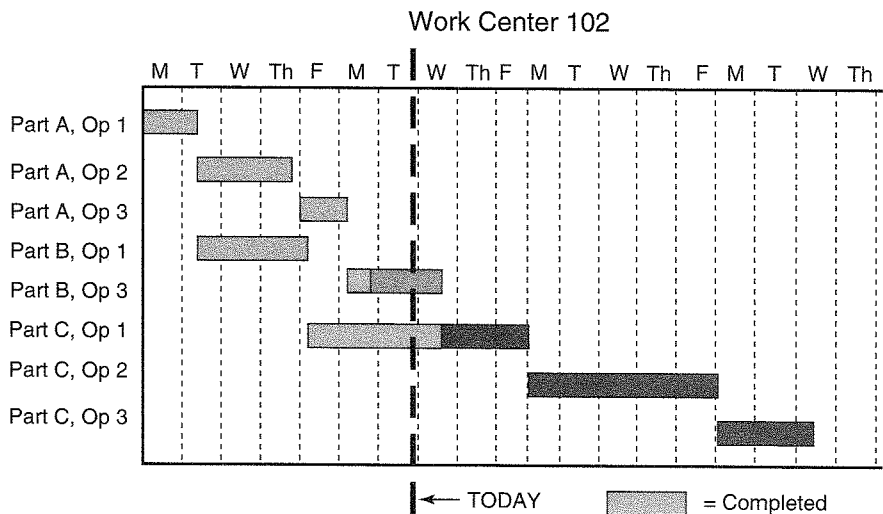 Work Center 102
M T W Th F M T W Th F M T W Th F M T W Th
Part A, Op 1
Part A, Op 2
Part A, Op 3
Part B, Op 1
Part B, Op 3
Part C, Op 1
Part C, Op 2
Part C, Op 3
TODAY
= Completed